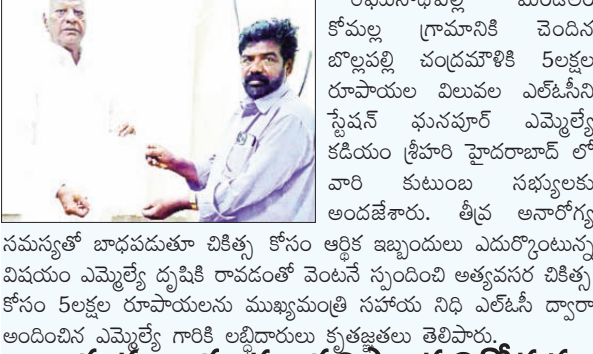 కోమల్ల గ్రామానికి చెందిన
బొల్లపల్లి చంద్రమౌళికి 5లక్షల
రూపాయల విలువల ఎల్ఓసీని
స్టేషన్ ఘనపూర్ ఎమ్మెల్యే
కడియం శ్రీహరి హైదరాబాద్ లో
వారి కుటుంబ సభ్యులకు
అందజేశారు. తీవ్ర అనారోగ్య
సమస్యతో బాధపడుతూ చికిత్స కోసం ఆర్థిక ఇబ్బందులు ఎదుర్కొంటున్న
విషయం ఎమ్మెల్యే దృషికి రావడంతో వెంటనే స్పందించి అత్యవసర చికిత్స
కోసం 5లక్షల రూపాయలను ముఖ్యమంత్రి సహాయ నిధి ఎల్ఓసీ ద్వారా
అందించిన ఎమ్మెల్యే గారికి లబ్ధిదారులు కృతజ్ఞతలు తెలిపారు.